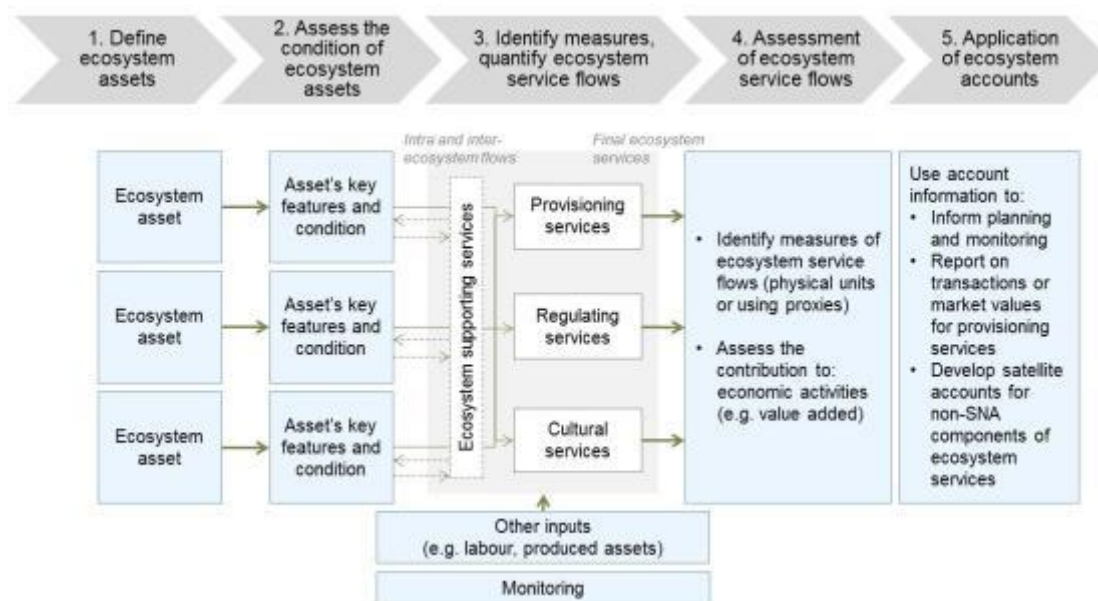 1. Define
ecosystem
assets
2. Assess the
condition of
ecosystem
assets
3. Identify measures,
quantify ecosystem
service flows
4. Assessment
of ecosystem
service flows
5. Application
of ecosystem
accounts
Intra and inter-
ecosystem flows
Final ecosystem
services
Ecosystem
asset
Asset's key
features and
condition
Ecosystem
asset
Asset's key
features and
condition
Ecosystem
asset
Asset's key
features and
condition
Ecosystem supporting services
Provisioning
services
Regulating
services
Cultural
services
• Identify measures of
ecosystem service
flows (physical units
or using proxies)
• Assess the
contribution to:
economic activities
(e.g. value added)
Use account
information to:
• Inform planning
and monitoring
• Report on
transactions or
market values
for provisioning
services
• Develop satellite
accounts for
non-SNA
components of
ecosystem
services
Other inputs
(e.g. labour, produced assets)
Monitoring